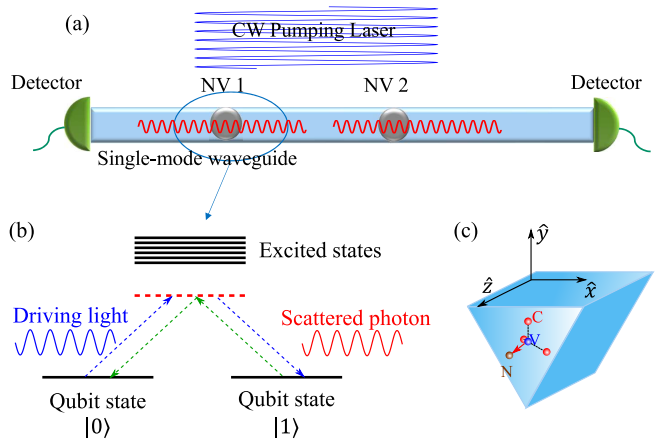 (a)
CW Pumping Laser
Detector
NV 1
NV 2
Detector
Single-mode waveguide
(b)
Excited states
Driving light
Scattered photon
Qubit state
|0⟩
Qubit state
|1⟩
(c)
ŷ
ẑ
x̂
C
V
N